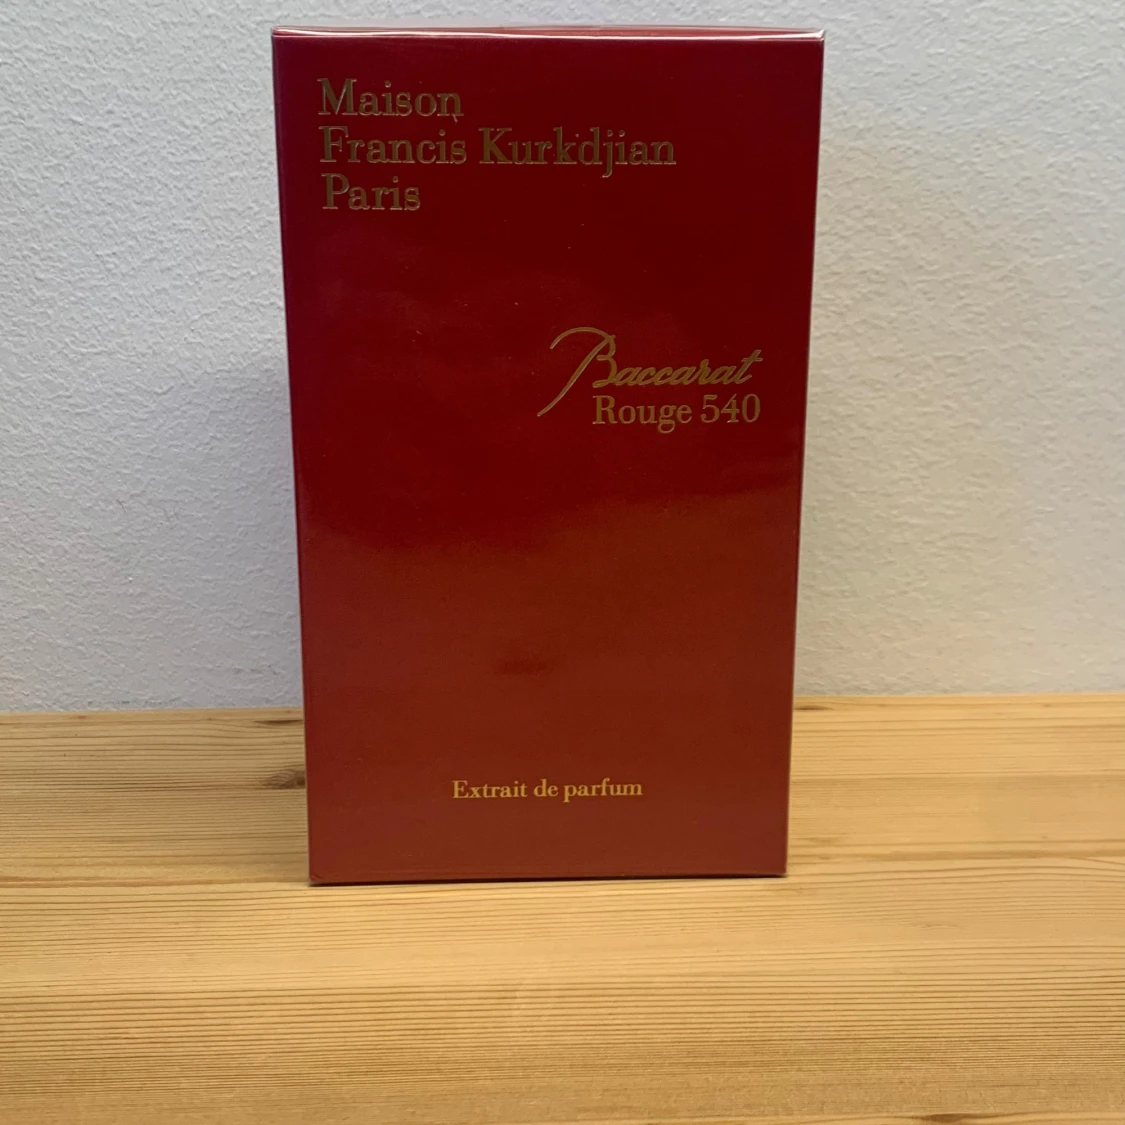 Maison
Francis Kurkdjian
Paris
Baccarat
Rouge 540
Extrait de parfum